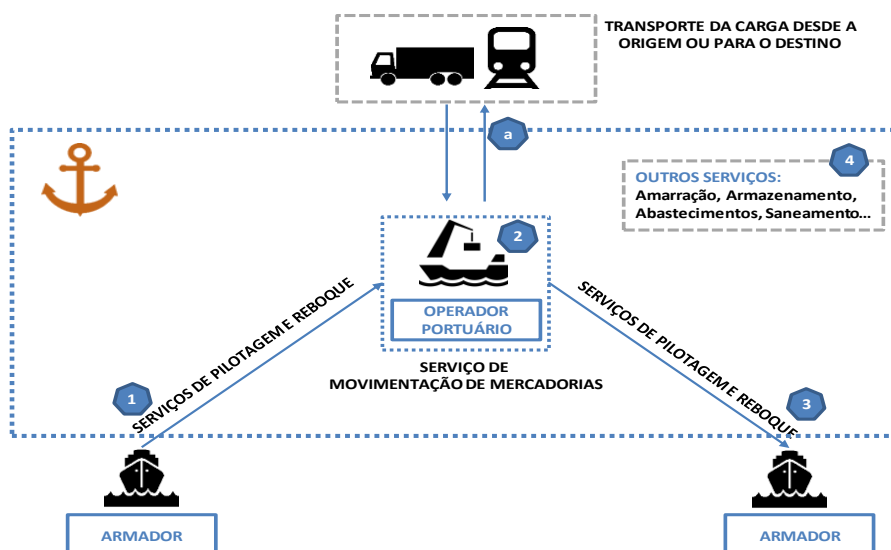 TRANSPORTE DA CARGA DESDE A
ORIGEM OU PARA O DESTINO
a
4
OUTROS SERVIÇOS:
Amarração, Armazenamento,
Abastecimentos, Saneamento...
2
OPERADOR
PORTUÁRIO
SERVIÇO DE
MOVIMENTAÇÃO DE MERCADORIAS
1
SERVIÇOS DE PILOTAGEM E REBOQUE
SERVIÇOS DE PILOTAGEM E REBOQUE
3
ARMADOR
ARMADOR